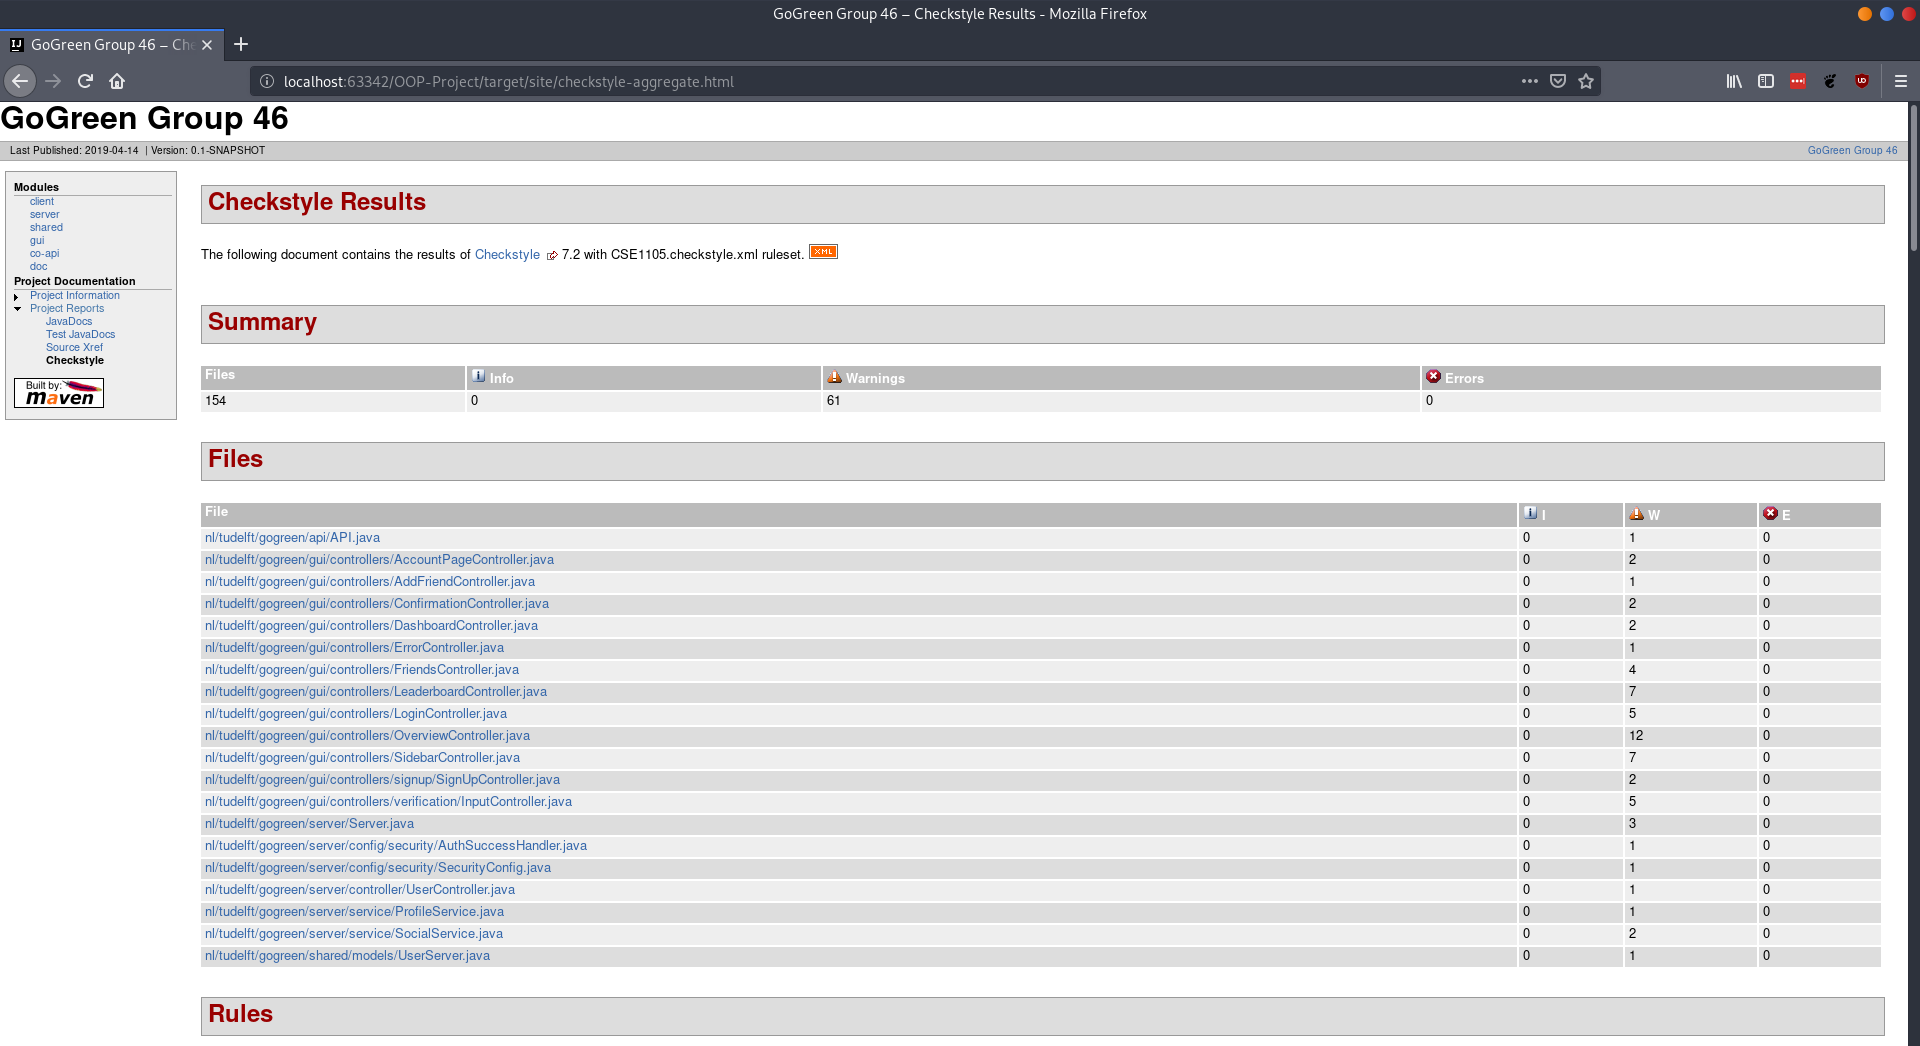 GoGreen Group 46 – Checkstyle Results - Mozilla Firefox
GoGreen Group 46 – Che
localhost:63342/OOP-Project/target/site/checkstyle-aggregate.html
GoGreen Group 46
Last Published: 2019-04-14 | Version: 0.1-SNAPSHOT
GoGreen Group 46
Modules
client
server
shared
gui
co-api
doc
Project Documentation
Project Information
Project Reports
JavaDocs
Test JavaDocs
Source Xref
Checkstyle
Built by:
maven
Checkstyle Results
The following document contains the results of Checkstyle 7.2 with CSE1105.checkstyle.xml ruleset. XML
Summary
Files Info Warnings Errors
154 0 61 0
Files
File I W E
nl/tudelft/gogreen/api/API.java 0 1 0
nl/tudelft/gogreen/gui/controllers/AccountPageController.java 0 2 0
nl/tudelft/gogreen/gui/controllers/AddFriendController.java 0 1 0
nl/tudelft/gogreen/gui/controllers/ConfirmationController.java 0 2 0
nl/tudelft/gogreen/gui/controllers/DashboardController.java 0 2 0
nl/tudelft/gogreen/gui/controllers/ErrorController.java 0 1 0
nl/tudelft/gogreen/gui/controllers/FriendsController.java 0 4 0
nl/tudelft/gogreen/gui/controllers/LeaderboardController.java 0 7 0
nl/tudelft/gogreen/gui/controllers/LoginController.java 0 5 0
nl/tudelft/gogreen/gui/controllers/OverviewController.java 0 12 0
nl/tudelft/gogreen/gui/controllers/SidebarController.java 0 7 0
nl/tudelft/gogreen/gui/controllers/signup/SignUpController.java 0 2 0
nl/tudelft/gogreen/gui/controllers/verification/InputController.java 0 5 0
nl/tudelft/gogreen/server/Server.java 0 3 0
nl/tudelft/gogreen/server/config/security/AuthSuccessHandler.java 0 1 0
nl/tudelft/gogreen/server/config/security/SecurityConfig.java 0 1 0
nl/tudelft/gogreen/server/controller/UserController.java 0 1 0
nl/tudelft/gogreen/server/service/ProfileService.java 0 1 0
nl/tudelft/gogreen/server/service/SocialService.java 0 2 0
nl/tudelft/gogreen/shared/models/UserServer.java 0 1 0
Rules